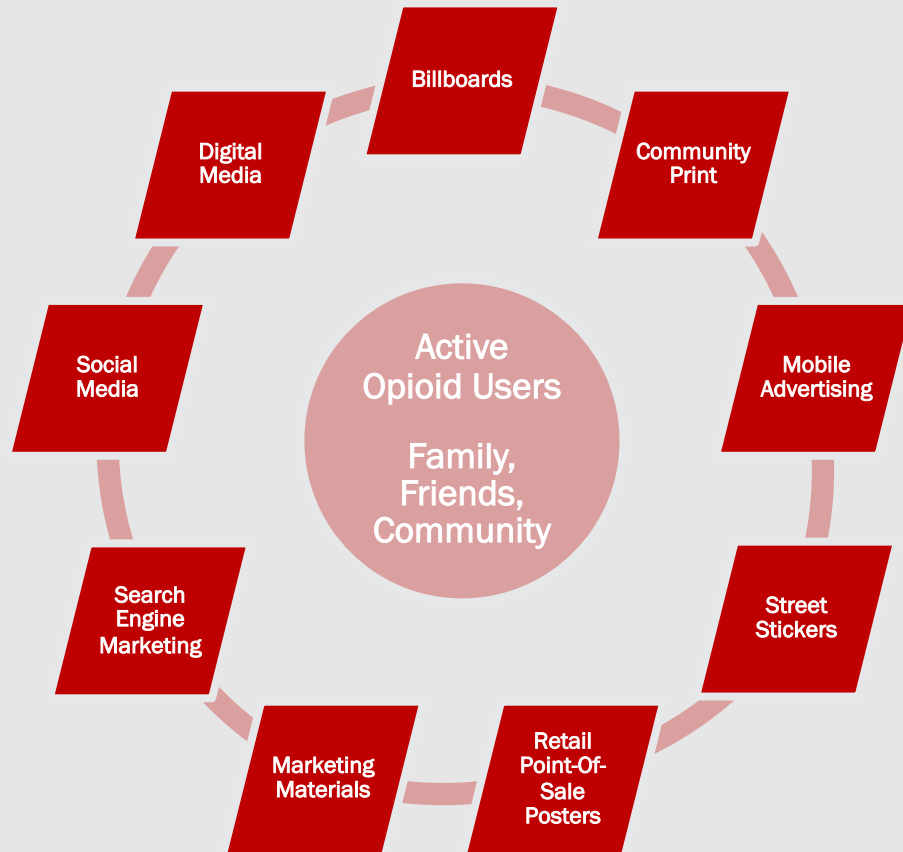 Billboards
Community
Print
Mobile
Advertising
Street
Stickers
Retail
Point-Of-
Sale
Posters
Marketing
Materials
Search
Engine
Marketing
Social
Media
Digital
Media
Active
Opioid Users
Family,
Friends,
Community